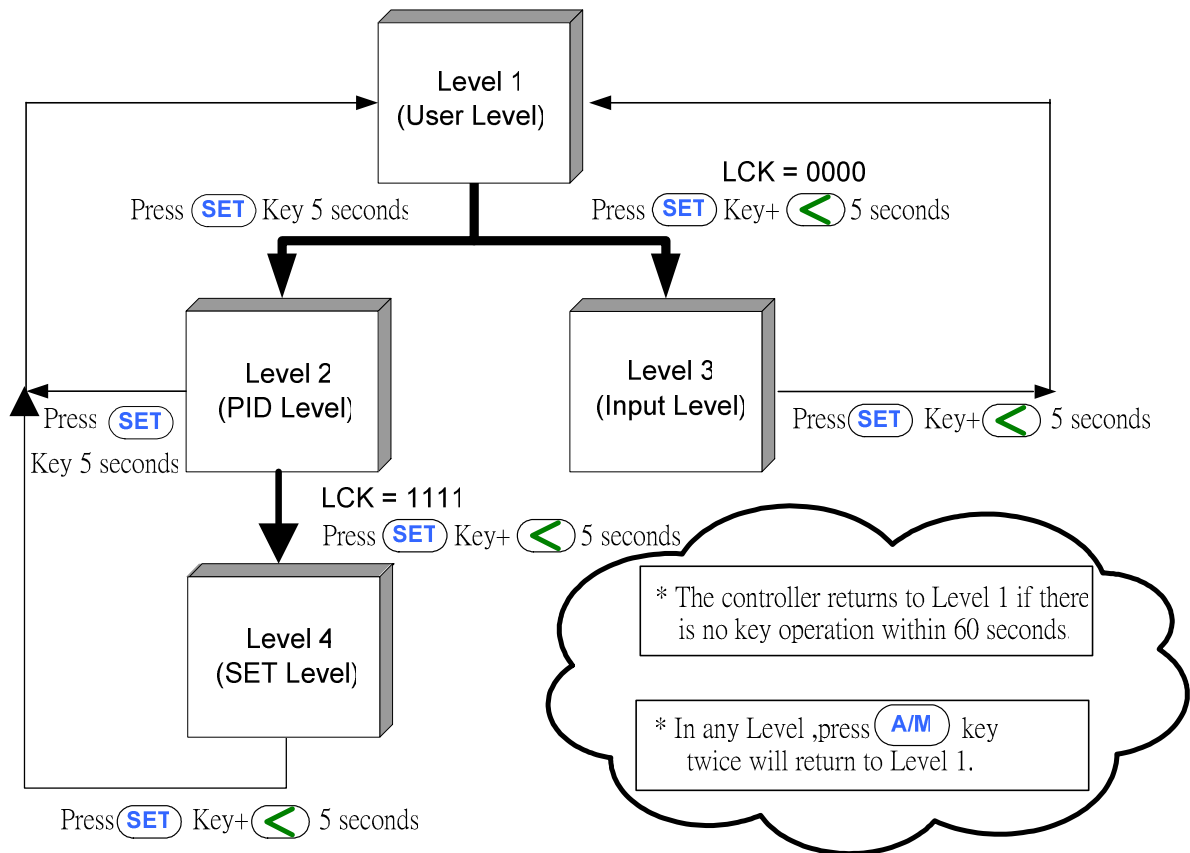 Level 1
(User Level)
LCK = 0000
Press SET Key 5 seconds
Press SET Key+ < 5 seconds
Level 2
(PID Level)
Level 3
(Input Level)
Press SET
Key 5 seconds
Press SET Key+ < 5 seconds
LCK = 1111
Press SET Key+ < 5 seconds
Level 4
(SET Level)
* The controller returns to Level 1 if there
is no key operation within 60 seconds.
* In any Level ,press A/M key
twice will return to Level 1.
Press SET Key+ < 5 seconds